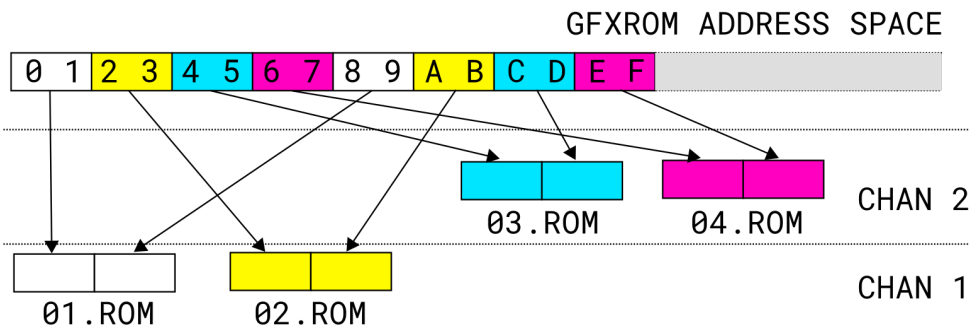 GFXROM ADDRESS SPACE
0 1 2 3 4 5 6 7 8 9 A B C D E F
CHAN 2
03.ROM 04.ROM
CHAN 1
01.ROM 02.ROM